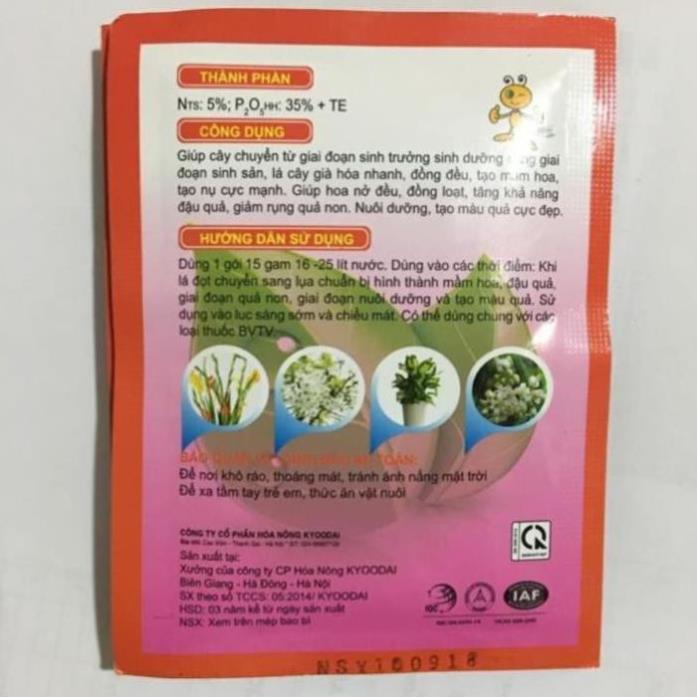 THÀNH PHẦN
NTS: 5%; P2O5HH: 35% + TE
CÔNG DỤNG
Giúp cây chuyển từ giai đoạn sinh trưởng sinh dưỡng giai
đoạn sinh sản, lá cây già hóa nhanh, đồng đều, tạo mầm hoa,
tạo nụ cực mạnh. Giúp hoa nở đều, đồng loạt, tăng khả năng
đậu quả, giảm rụng quả non. Nuôi dưỡng, tạo màu quả cực đẹp.
HƯỚNG DẪN SỬ DỤNG
Dùng 1 gói 15 gam 16 -25 lít nước. Dùng vào các thời điểm: Khi
lá đọt chuyển sang lụa chuẩn bị hình thành mầm hoa, đậu quả,
giai đoạn quả non, giai đoạn nuôi dưỡng và tạo màu quả. Sử
dụng vào lúc sáng sớm và chiều mát. Có thể dùng chung với các
loại thuốc BVTV.
BẢO QUẢN TOÀN:
Để nơi khô ráo, thoáng mát, tránh ánh nắng mặt trời
Để xa tầm tay trẻ em, thức ăn vật nuôi
CÔNG TY CỔ PHẦN HÓA NÔNG KYOODAI
Sản xuất tại:
Xưởng của công ty CP Hóa Nông KYOODAI
Biên Giang - Hà Đông - Hà Nội
SX theo số TCCS: 05:2014/ KYOODAI
HSD: 03 năm kể từ ngày sản xuất
NSX: Xem trên mép bao bì
IAF
NSX100918